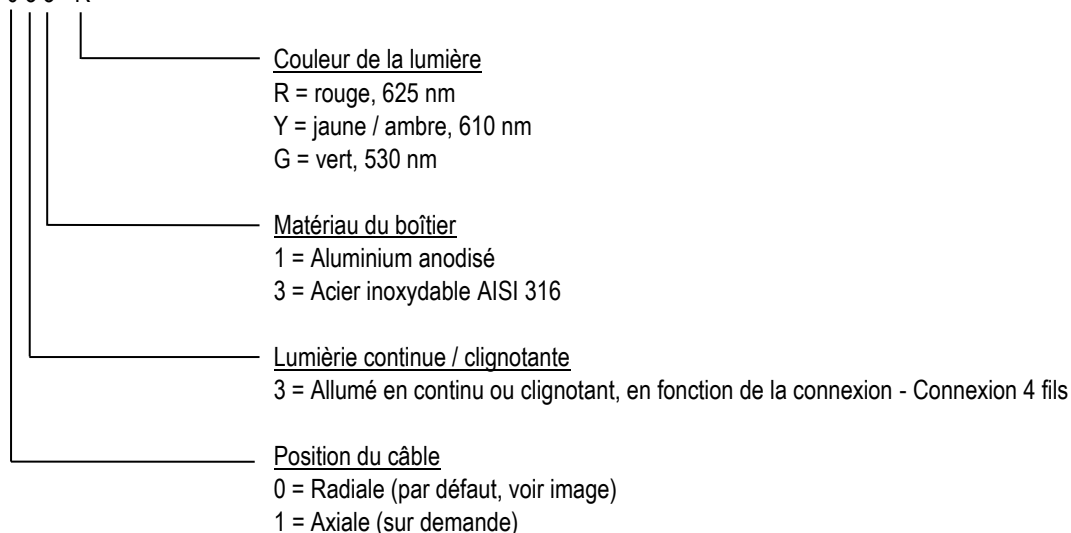 Couleur de la lumière
R = rouge, 625 nm
Y = jaune / ambre, 610 nm
G = vert, 530 nm
Matériau du boîtier
1 = Aluminium anodisé
3 = Acier inoxydable AISI 316
Lumièrie continue / clignotante
3 = Allumé en continu ou clignotant, en fonction de la connexion - Connexion 4 fils
Position du câble
0 = Radiale (par défaut, voir image)
1 = Axiale (sur demande)